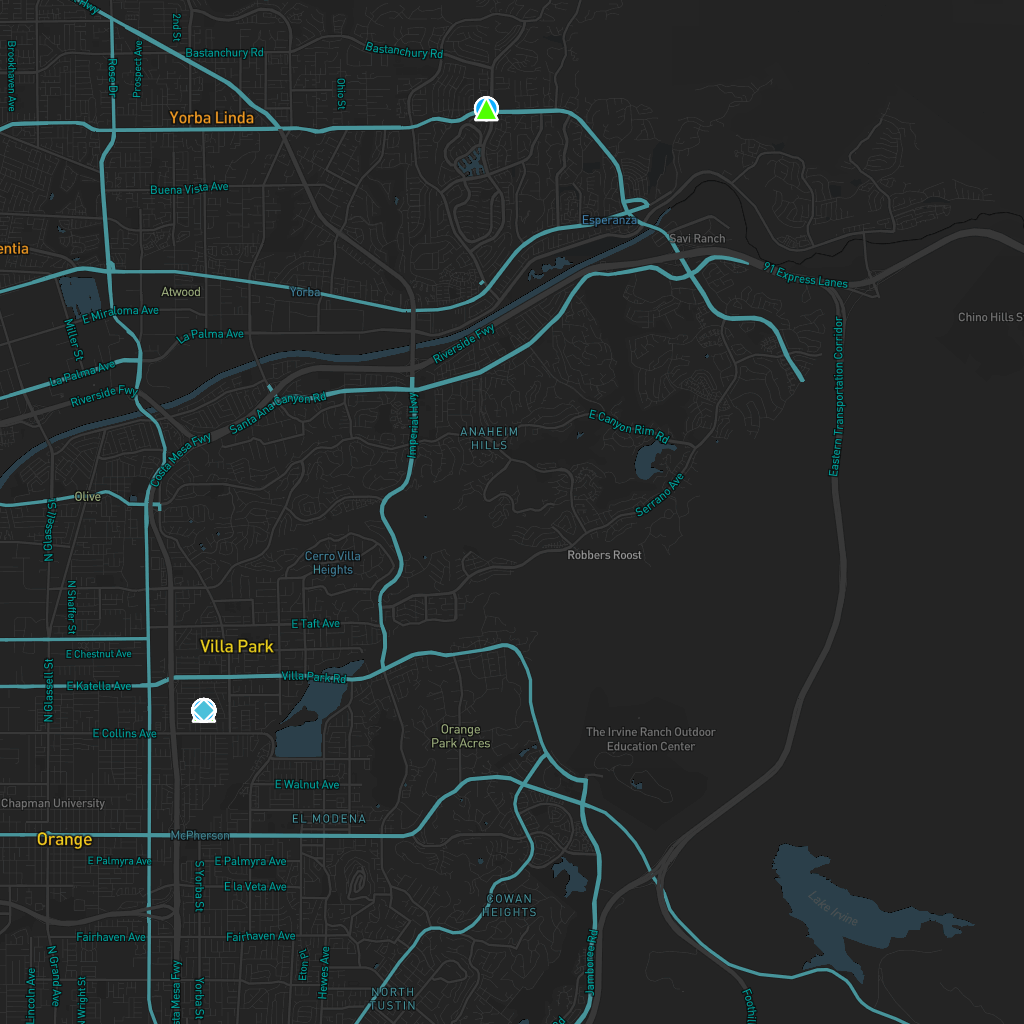 Hwy
2nd St
Brookhaven Ave
Rose Dr
Prospect Ave
Bastanchury Rd
Bastanchury Rd
Ohio St
Yorba Linda
Buena Vista Ave
Esperanza
Savi Ranch
entia
91 Express Lanes
Atwood
Yorba
E Miraloma Ave
Chino Hills S
Miller St
La Palma Ave
Riverside Fwy
La Palma Ave
Riverside Fwy
Santa Ana Canyon Rd
Imperial Hwy
Eastern Transportation Corridor
ANAHEIM
HILLS
E Canyon Rim Rd
Costa Mesa Fwy
Serrano Ave
Olive
N Glassell St
Cerro Villa
Heights
Robbers Roost
N Shaffer St
E Taft Ave
Villa Park
E Chestnut Ave
Villa Park Rd
E Katella Ave
N Glassell St
E Collins Ave
Orange
Park Acres
The Irvine Ranch Outdoor
Education Center
E Walnut Ave
Chapman University
EL MODENA
Orange
McPherson
E Palmyra Ave
E Palmyra Ave
S Yorba St
E la Veta Ave
COWAN
HEIGHTS
Lake Irvine
Fairhaven Ave
Fairhaven Ave
Jamboree Rd
Lincoln Ave
N Grand Ave
N Wright St
sta Mesa Fwy
Yorba St
Eton Pl
Hewes Ave
NORTH
TUSTIN
Rd
Foothil